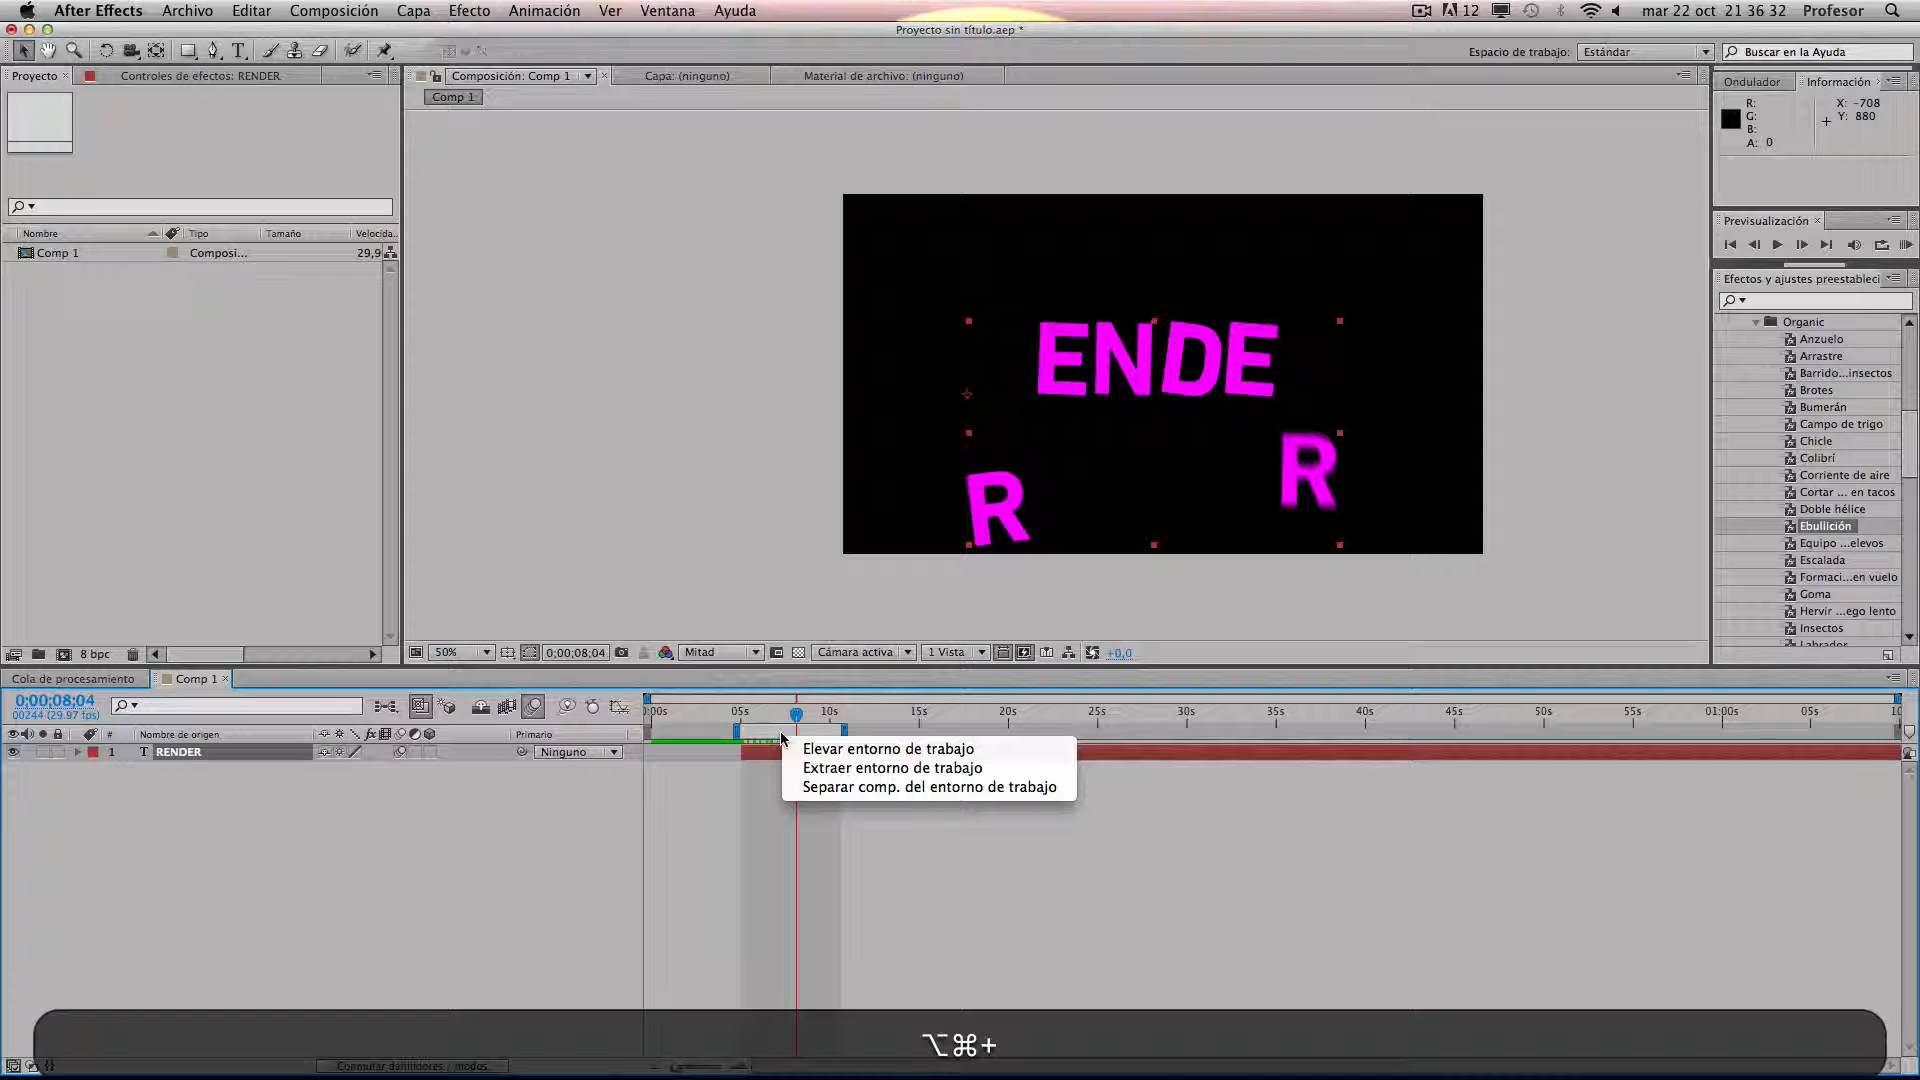 After Effects Archivo Editar Composición Capa Efecto Animación Ver Ventana Ayuda 12 mar 22 oct 21 36 32 Profesor
Proyecto sin título.aep *
Espacio de trabajo: Estándar Buscar en la Ayuda
Proyecto Controles de efectos: RENDER Composición: Comp 1 Capa: (ninguno) Material de archivo: (ninguno) Ondulador Información
Comp 1
R: X: -708
G: Y: 880
B:
A: 0
Nombre Tipo Tamaño Velocida...
Comp 1 Composi... 29,9
ENDE
R
R
Previsualización
Efectos y ajustes preestableci
Organic
Anzuelo
Arrastre
Barrido...insectos
Brotes
Bumerán
Campo de trigo
Chicle
Colibrí
Corriente de aire
Cortar ... en tacos
Doble hélice
Ebullición
Equipo ...elevos
Escalada
Formaci...en vuelo
Goma
Hervir ...ego lento
Insectos
Labrador
8 bpc 50% 0;00;08;04 Mitad Cámara activa 1 Vista +0,0
Cola de procesamiento Comp 1
0;00;08;04
00244 (29.97 fps)
:00s 05s 10s 15s 20s 25s 30s 35s 40s 45s 50s 55s 01:00s 05s 10
# Nombre de origen fx Primario
1 T RENDER Ninguno
Elevar entorno de trabajo
Extraer entorno de trabajo
Separar comp. del entorno de trabajo
⌥⌘+
Conmutar definidores / modos